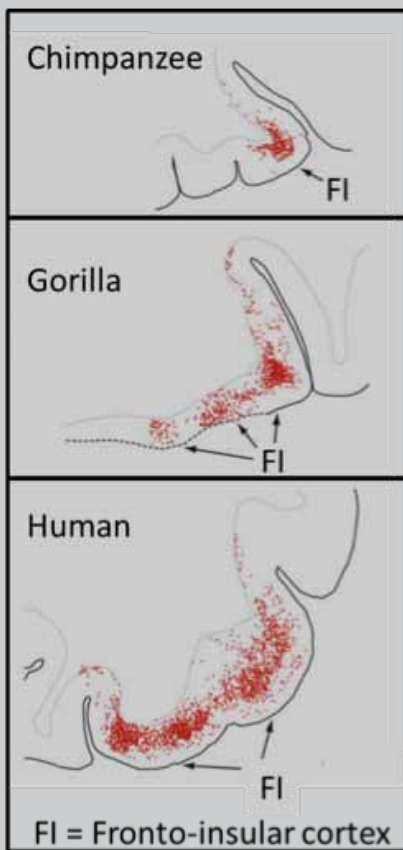 Chimpanzee
FI
Gorilla
FI
Human
FI
FI = Fronto-insular cortex